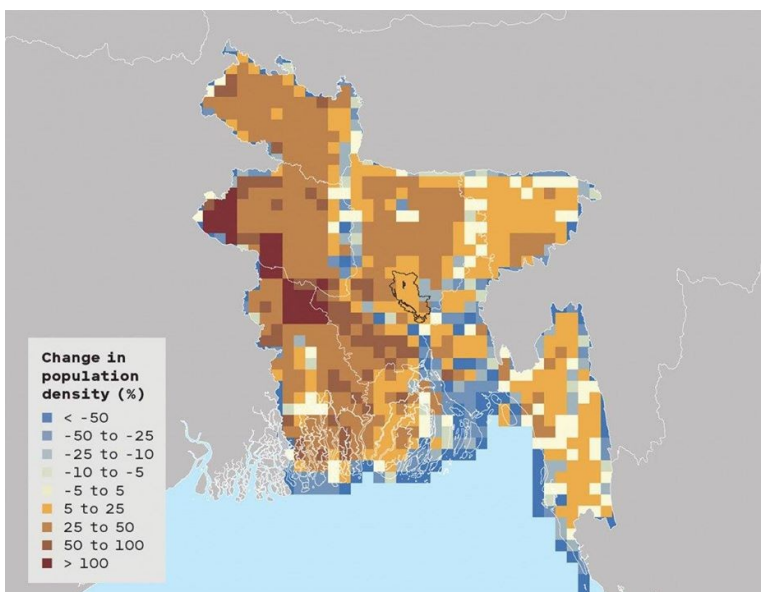 Change in
population
density (%)
< -50
-50 to -25
-25 to -10
-10 to -5
-5 to 5
5 to 25
25 to 50
50 to 100
> 100